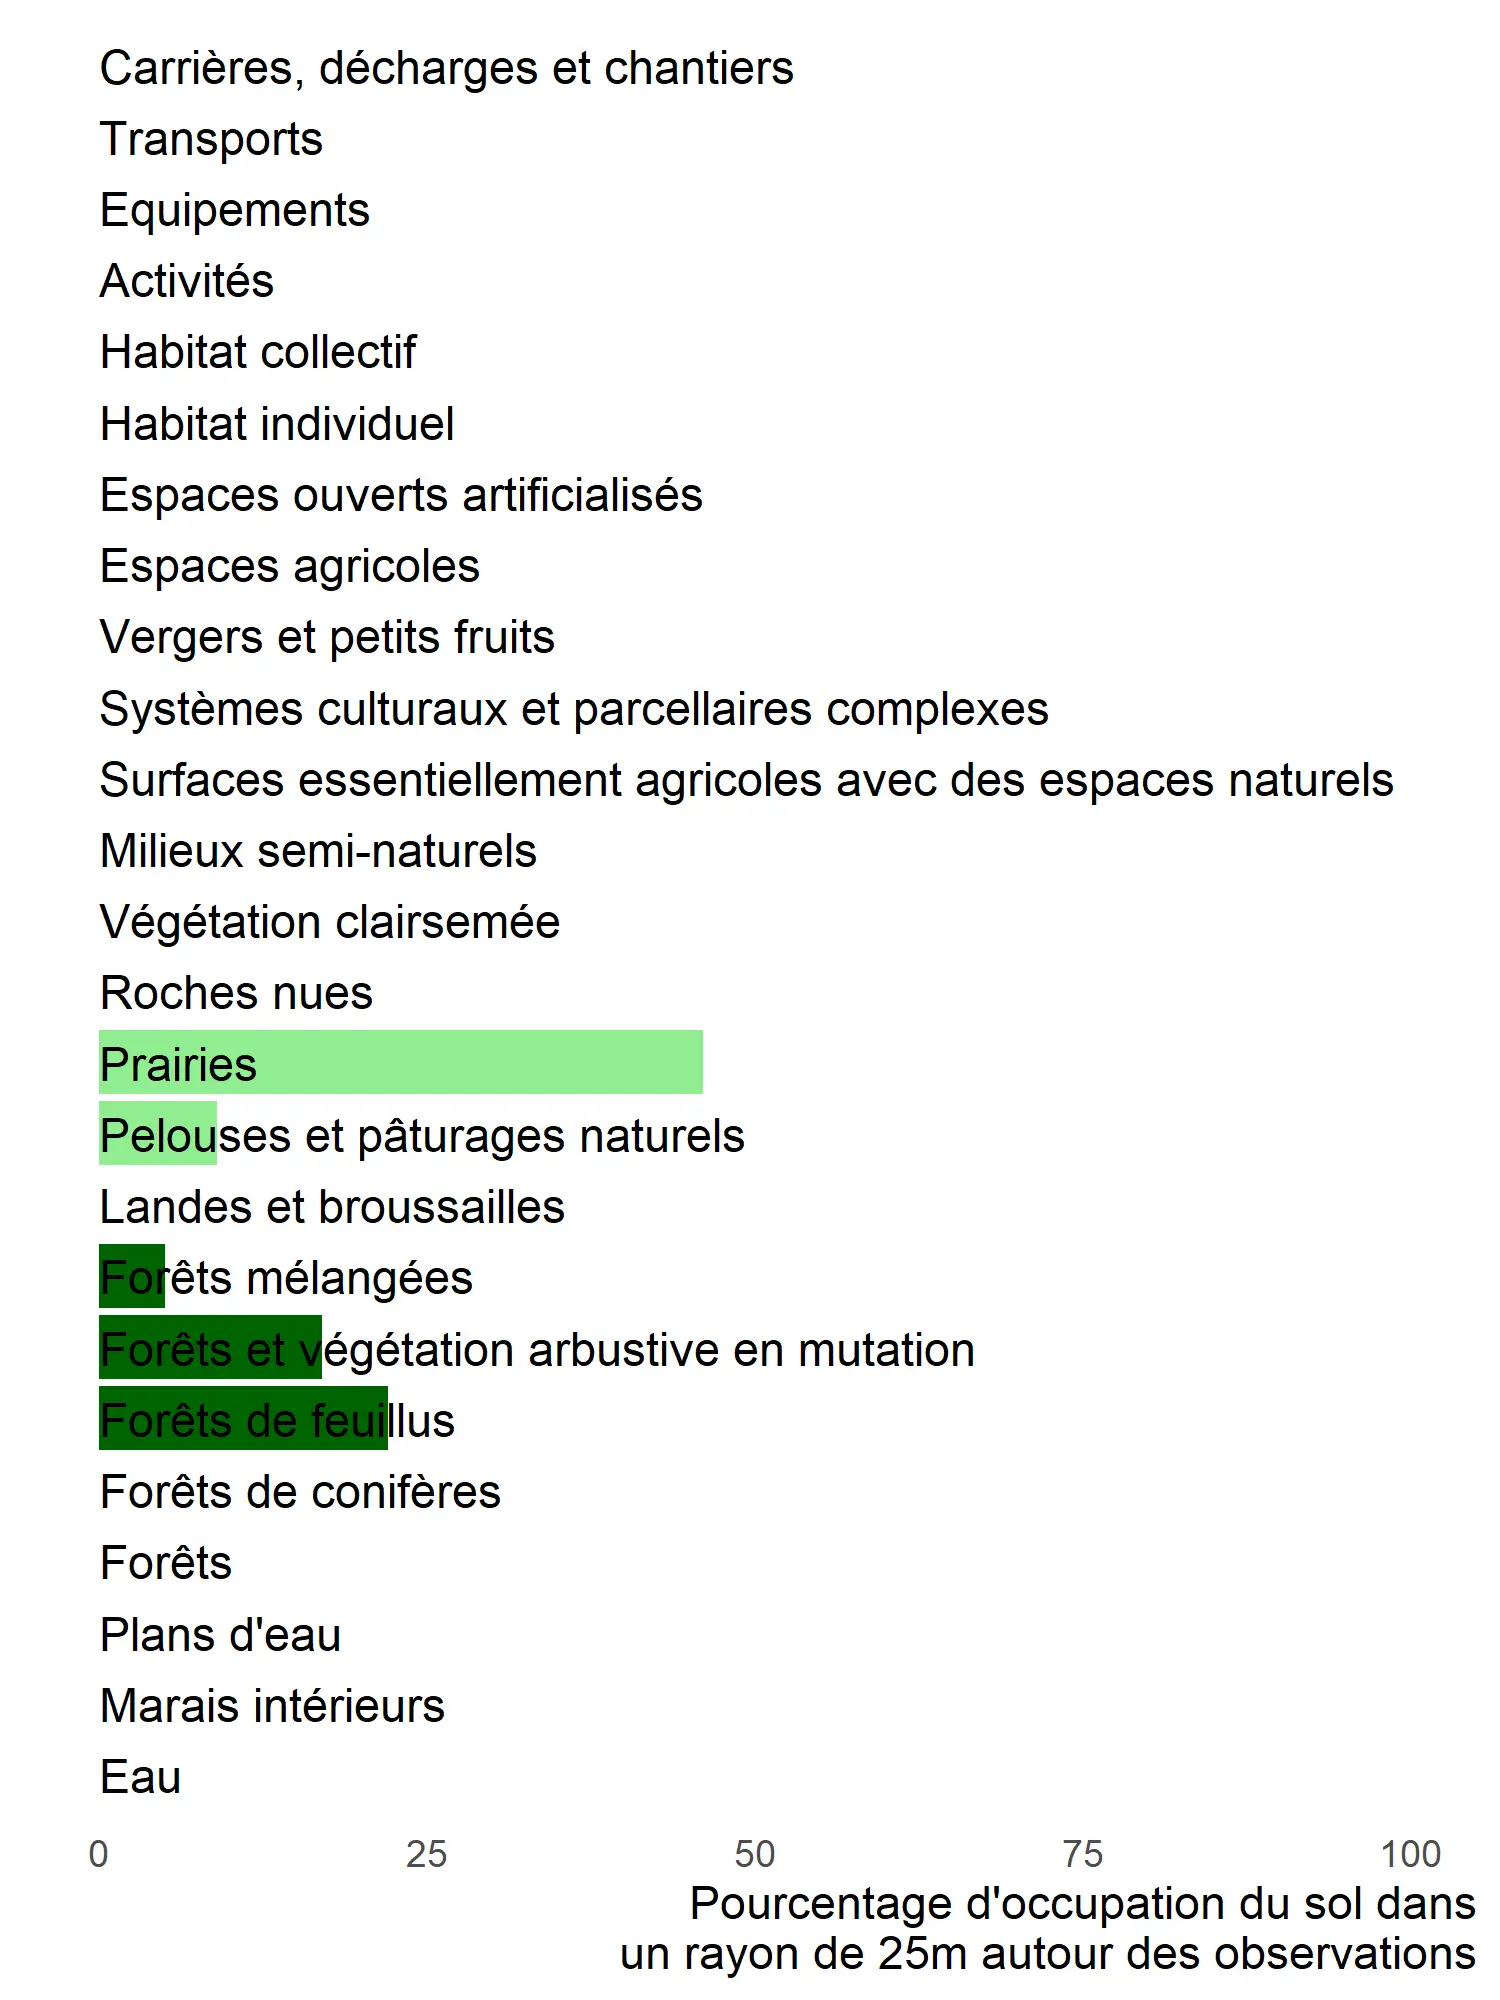 Carrières, décharges et chantiers
Transports
Equipements
Activités
Habitat collectif
Habitat individuel
Espaces ouverts artificialisés
Espaces agricoles
Vergers et petits fruits
Systèmes culturaux et parcellaires complexes
Surfaces essentiellement agricoles avec des espaces naturels
Milieux semi-naturels
Végétation clairsemée
Roches nues
Prairies
Pelouses et pâturages naturels
Landes et broussailles
Forêts mélangées
Forêts et végétation arbustive en mutation
Forêts de feuillus
Forêts de conifères
Forêts
Plans d'eau
Marais intérieurs
Eau
0 25 50 75 100
Pourcentage d'occupation du sol dans
un rayon de 25m autour des observations